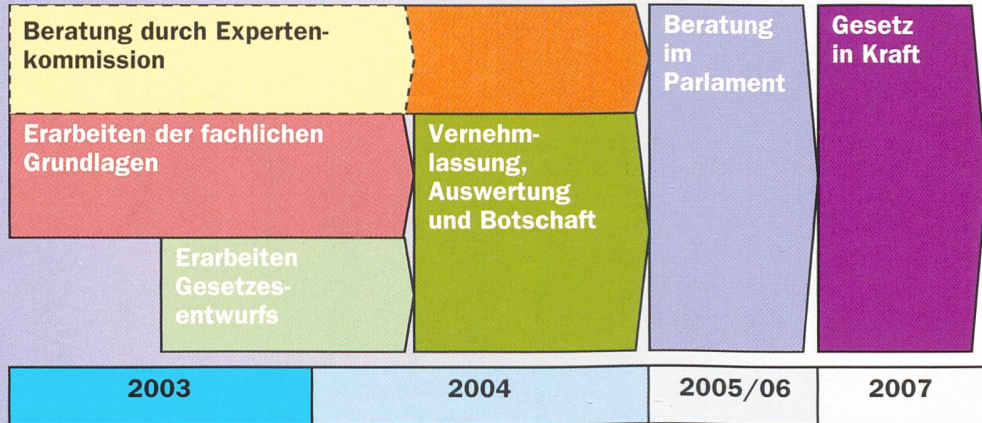 Beratung durch Experten-
kommission
Beratung
im
Parlament
Gesetz
in Kraft
Erarbeiten der fachlichen
Grundlagen
Vernehm-
lassung,
Auswertung
und Botschaft
Erarbeiten
Gesetzes-
entwurfs
2003
2004
2005/06
2007